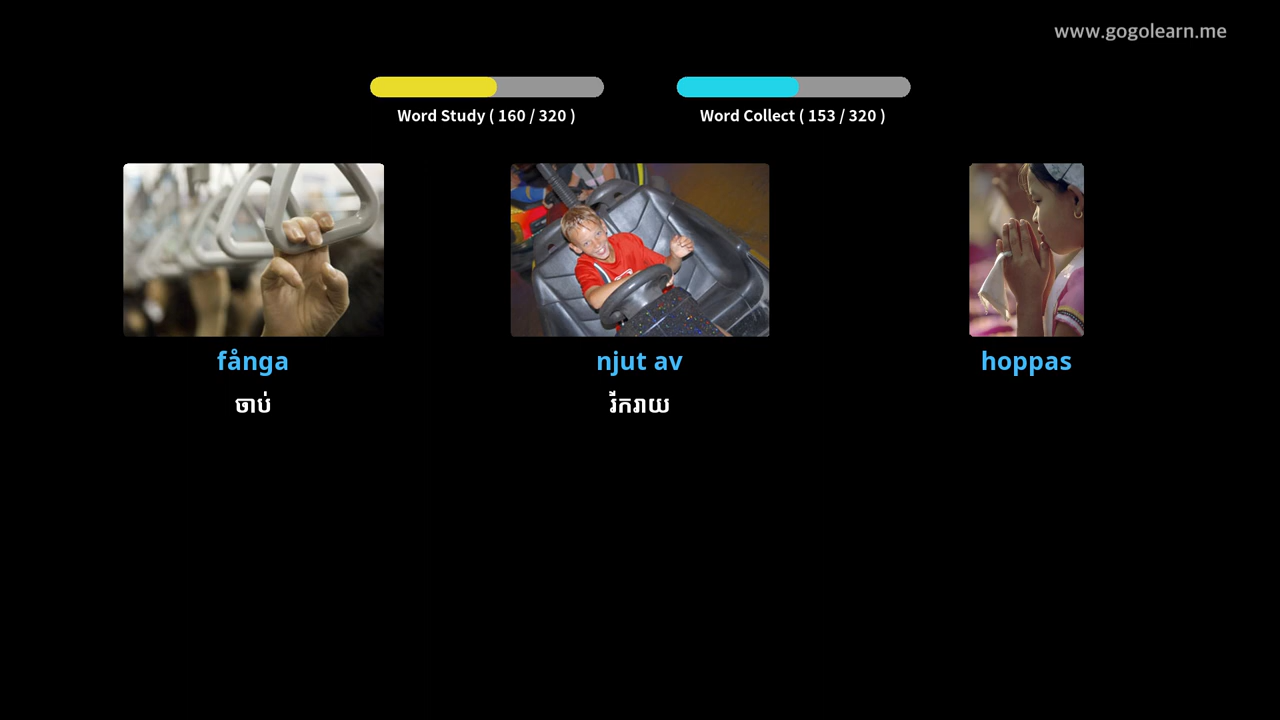 www.gogolearn.me
Word Study ( 160 / 320 )
Word Collect ( 153 / 320 )
fånga
njut av
hoppas
ចាប់
រីករាយ